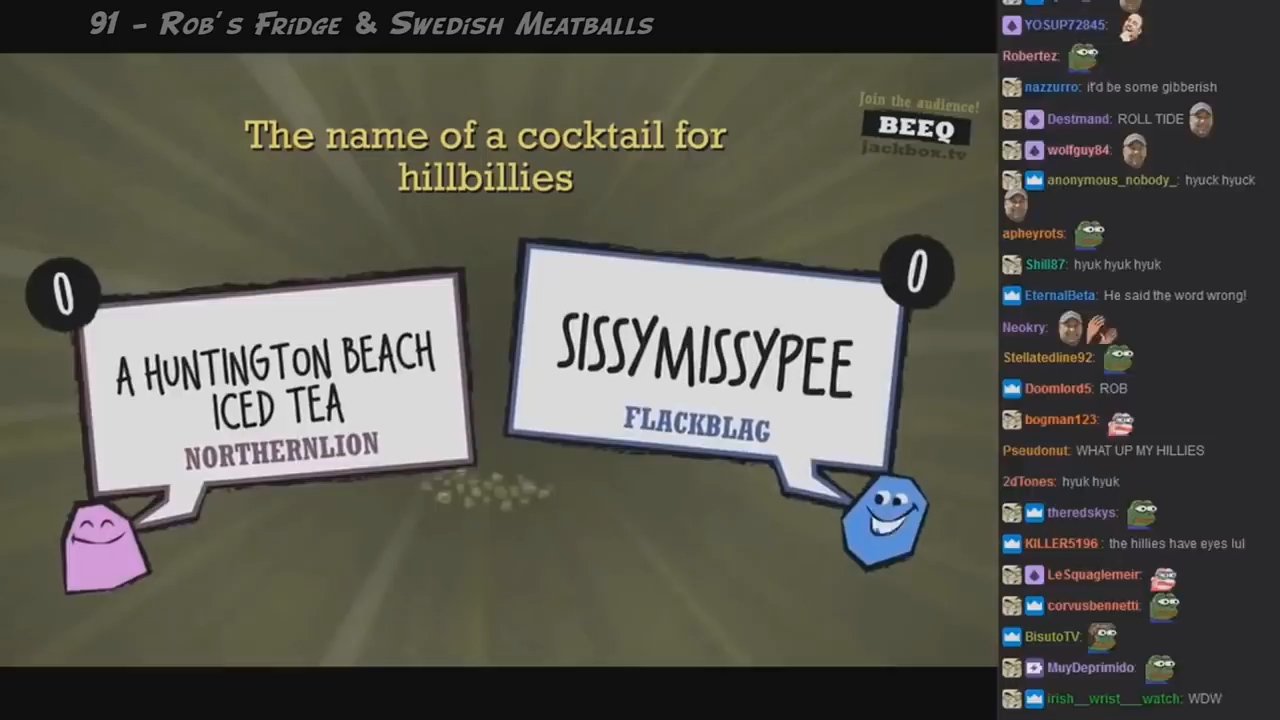 91 - Rob's Fridge & Swedish Meatballs
The name of a cocktail for
hillbillies
Join the audience!
BEEQ
jackbox.tv
0
A HUNTINGTON BEACH
ICED TEA
NORTHERNLION
0
SISSYMISSYPEE
FLACKBLAG
YOSUP72845:
Robertez:
nazzurro: it'd be some gibberish
Destmand: ROLL TIDE
wolfguy84:
anonymous_nobody_: hyuck hyuck
apheyrots:
Shill87: hyuk hyuk hyuk
EternalBeta: He said the word wrong!
Neokry:
Stellatedline92:
Doomlord5: ROB
bogman123:
Pseudonut: WHAT UP MY HILLIES
2dTones: hyuk hyuk
theredskys:
KILLER5196 : the hillies have eyes lul
LeSquaglemeir:
corvusbennetti:
BisutoTV:
MuyDeprimido:
irish__wrist___watch: WDW